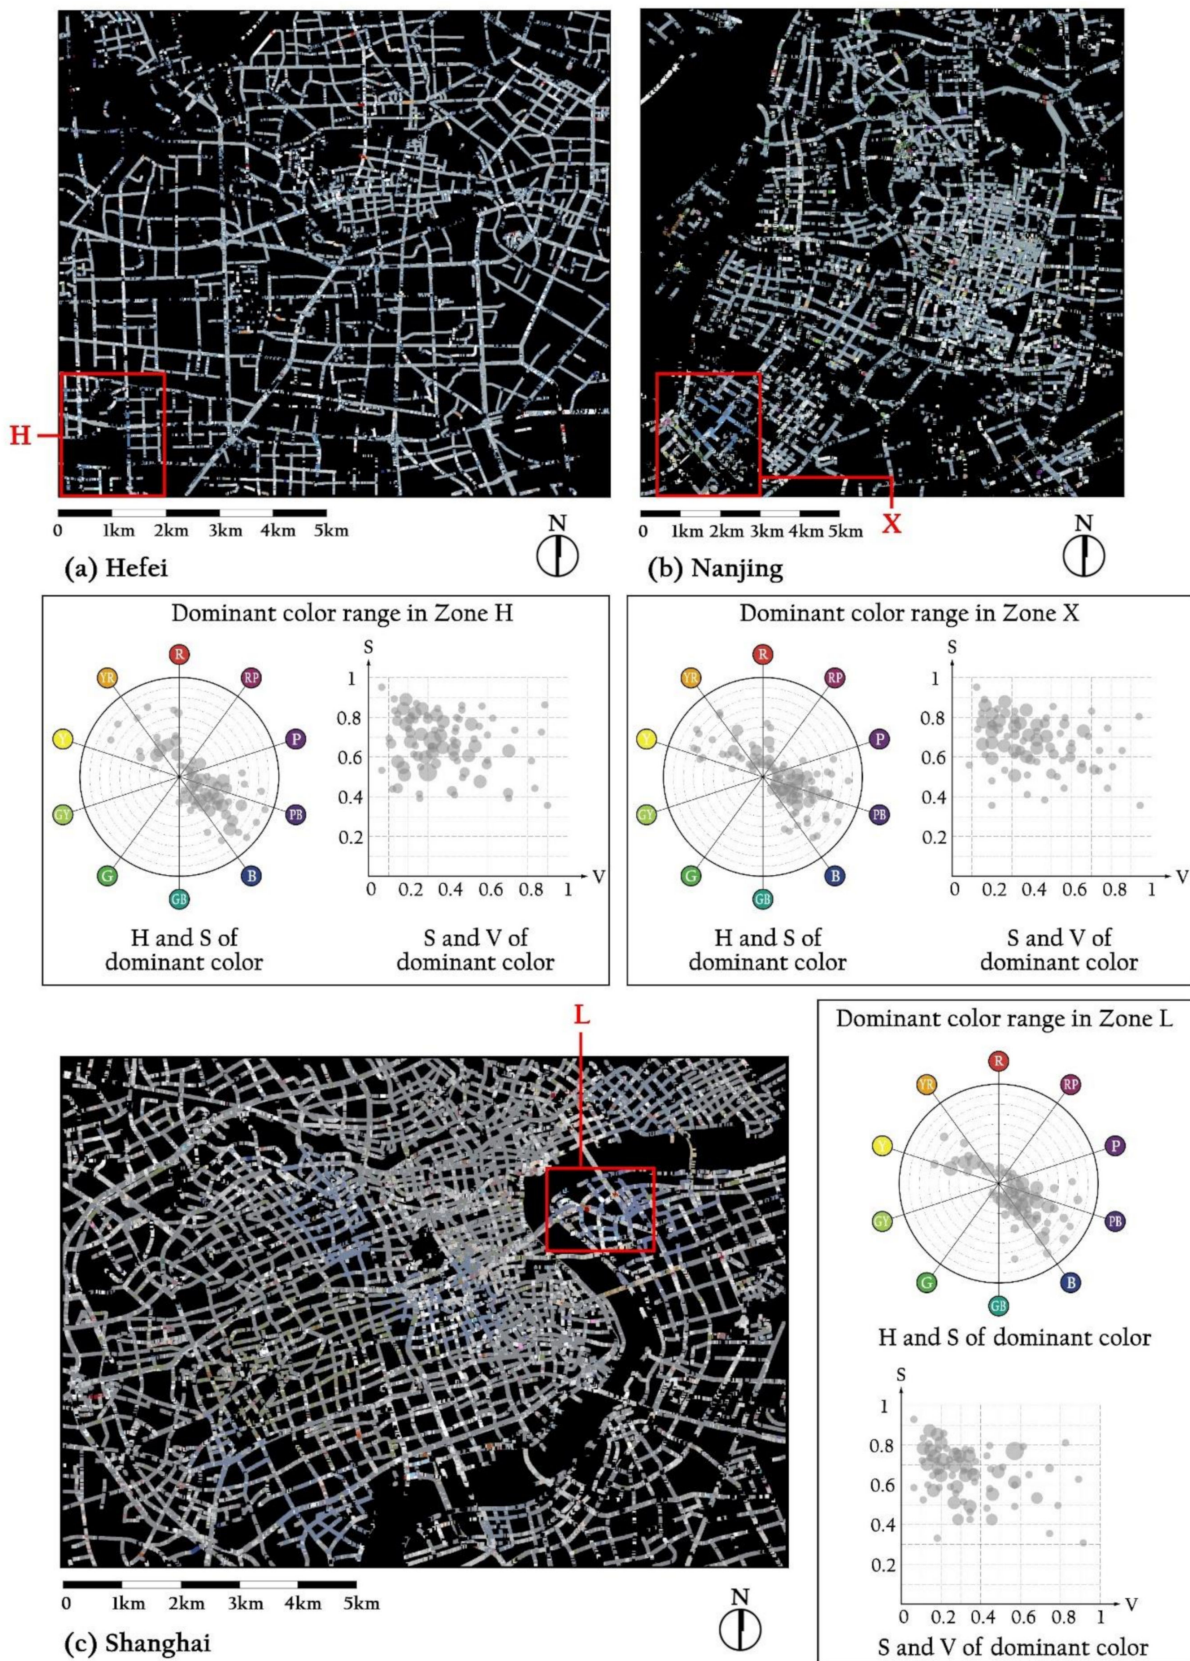 H
X
0 1km 2km 3km 4km 5km
N
(a) Hefei
0 1km 2km 3km 4km 5km
N
(b) Nanjing
Dominant color range in Zone H
R
YR
RP
Y
P
GY
PB
G
B
GB
H and S of
dominant color
S
1
0.8
0.6
0.4
0.2
0 0.2 0.4 0.6 0.8 1 V
S and V of
dominant color
Dominant color range in Zone X
R
YR
RP
Y
P
GY
PB
G
B
GB
H and S of
dominant color
S
1
0.8
0.6
0.4
0.2
0 0.2 0.4 0.6 0.8 1 V
S and V of
dominant color
L
0 1km 2km 3km 4km 5km
N
(c) Shanghai
Dominant color range in Zone L
R
YR
RP
Y
P
GY
PB
G
B
GB
H and S of dominant color
S
1
0.8
0.6
0.4
0.2
0 0.2 0.4 0.6 0.8 1 V
S and V of dominant color